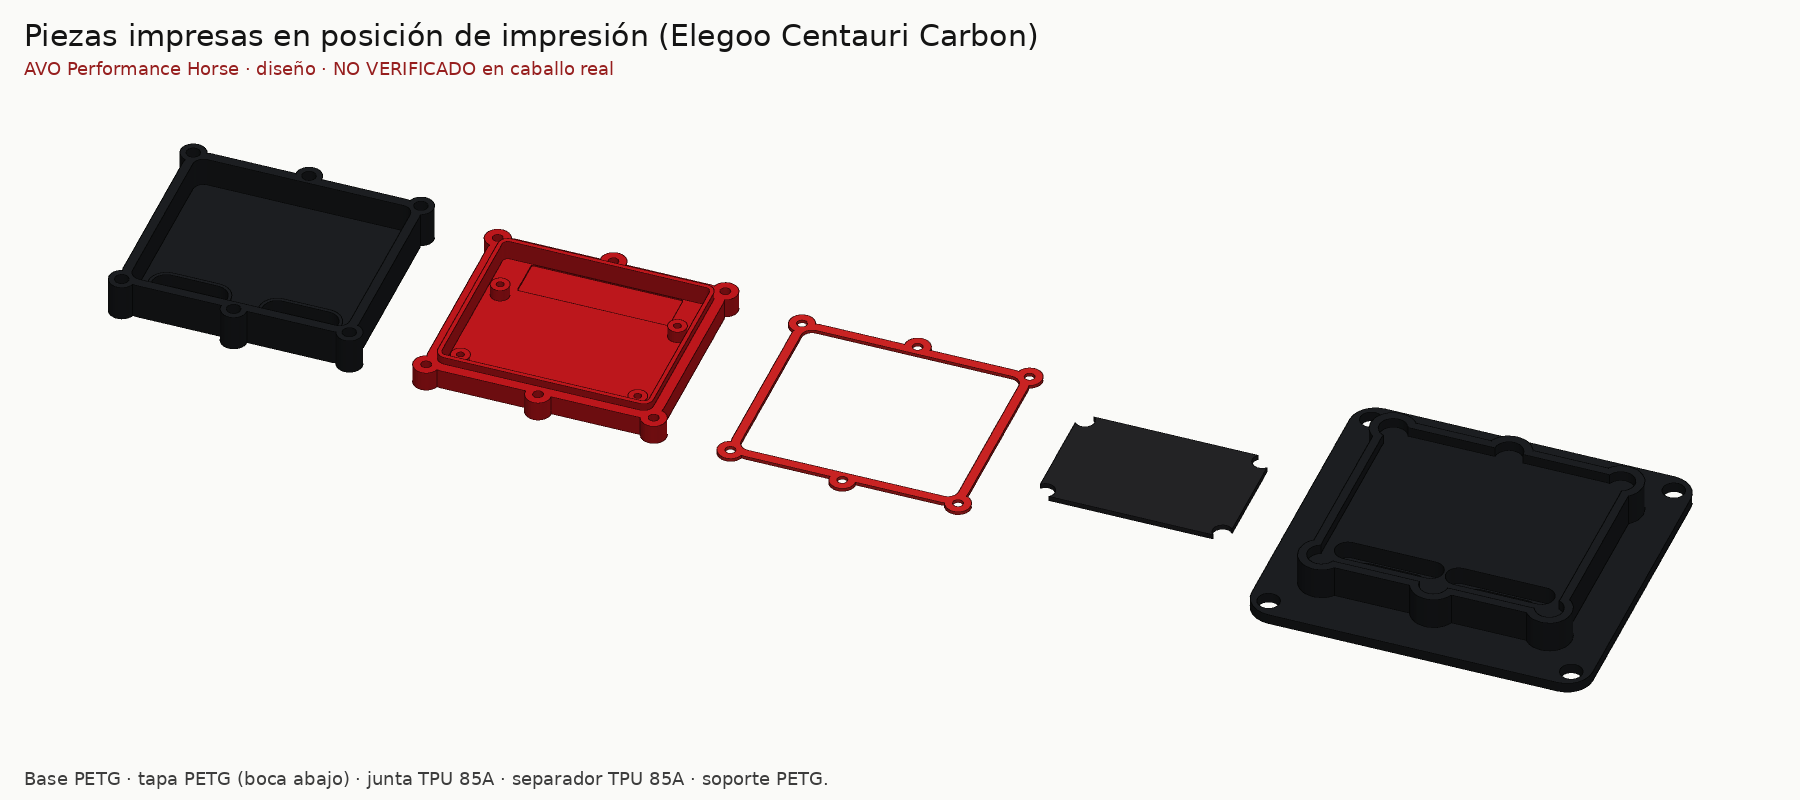 Piezas impresas en posición de impresión (Elegoo Centauri Carbon)
AVO Performance Horse · diseño · NO VERIFICADO en caballo real
Base PETG · tapa PETG (boca abajo) · junta TPU 85A · separador TPU 85A · soporte PETG.